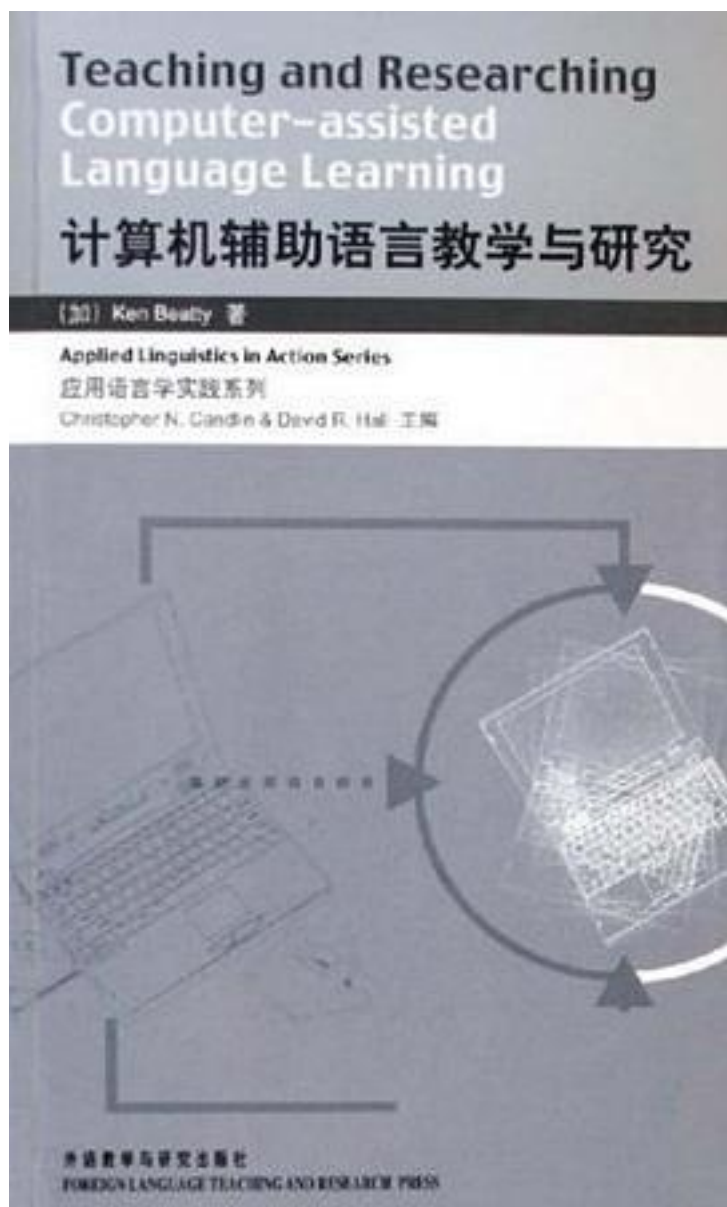 Teaching and Researching
Computer-assisted
Language Learning
计算机辅助语言教学与研究
(加) Ken Beatty 著
Applied Linguistics in Action Series
应用语言学实践系列
Christopher N. Candlin & David R. Hall 主编
外语教学与研究出版社
FOREIGN LANGUAGE TEACHING AND RESEARCH PRESS